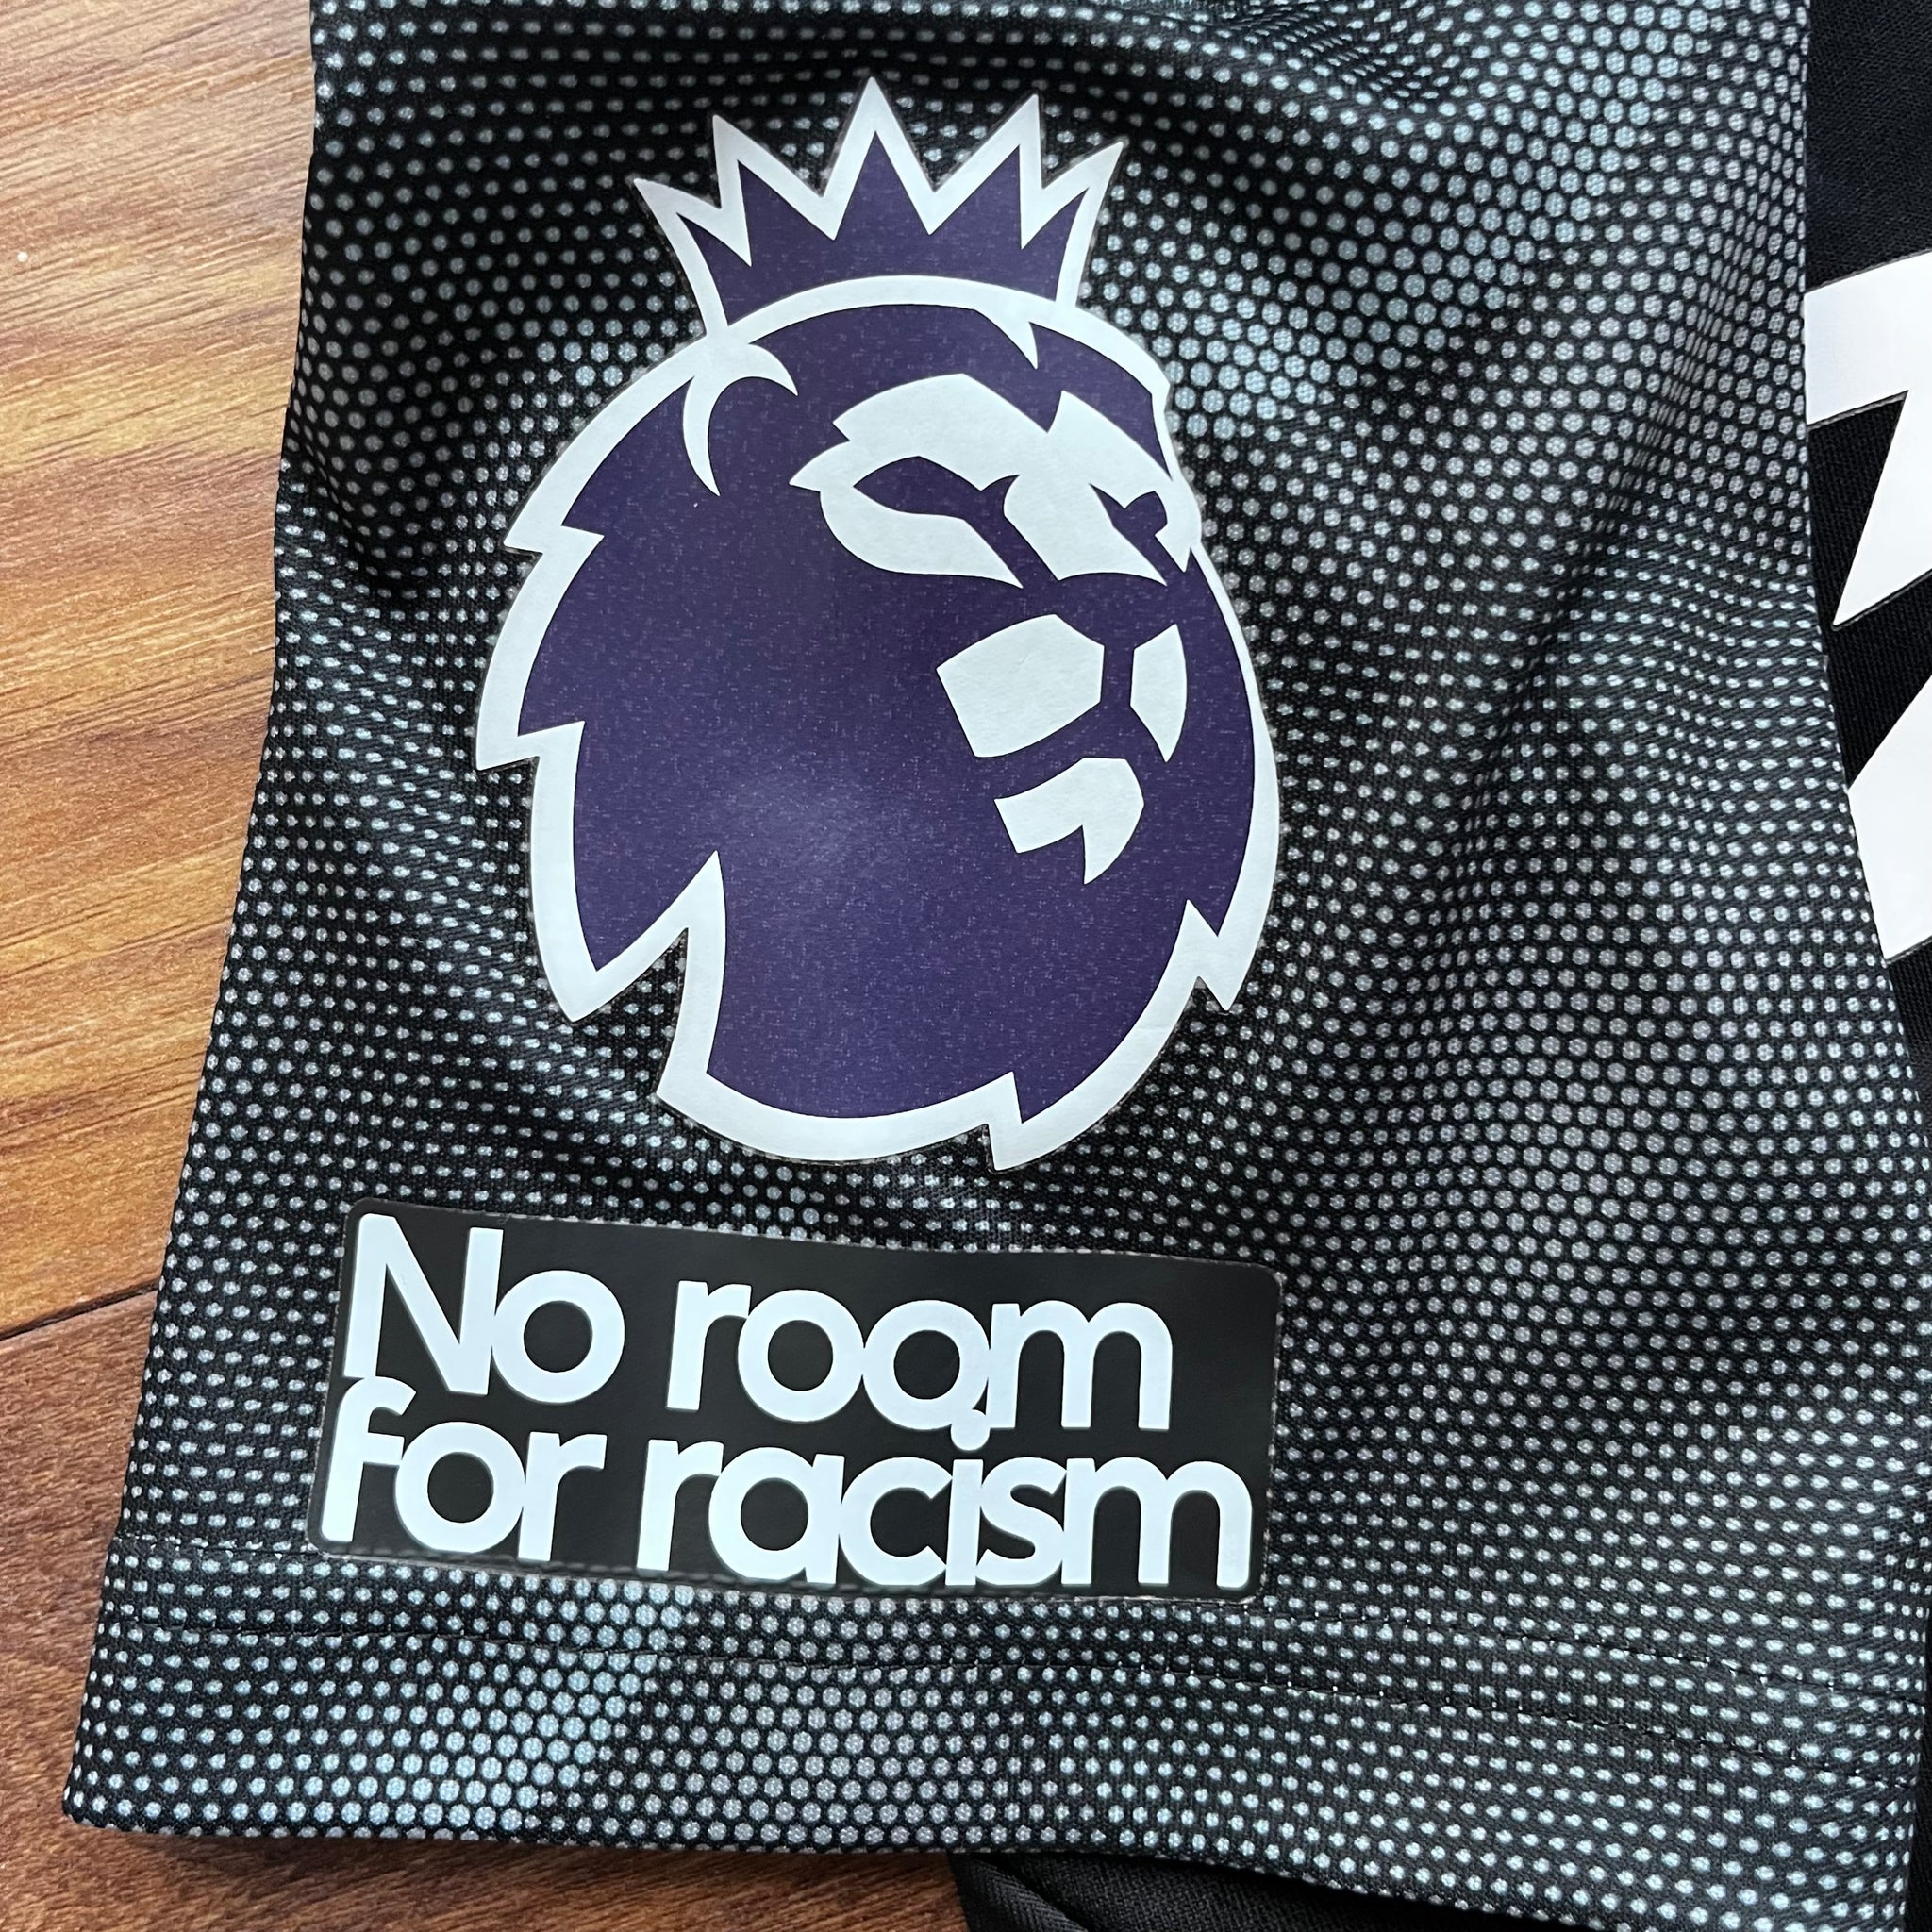 No room
for racism